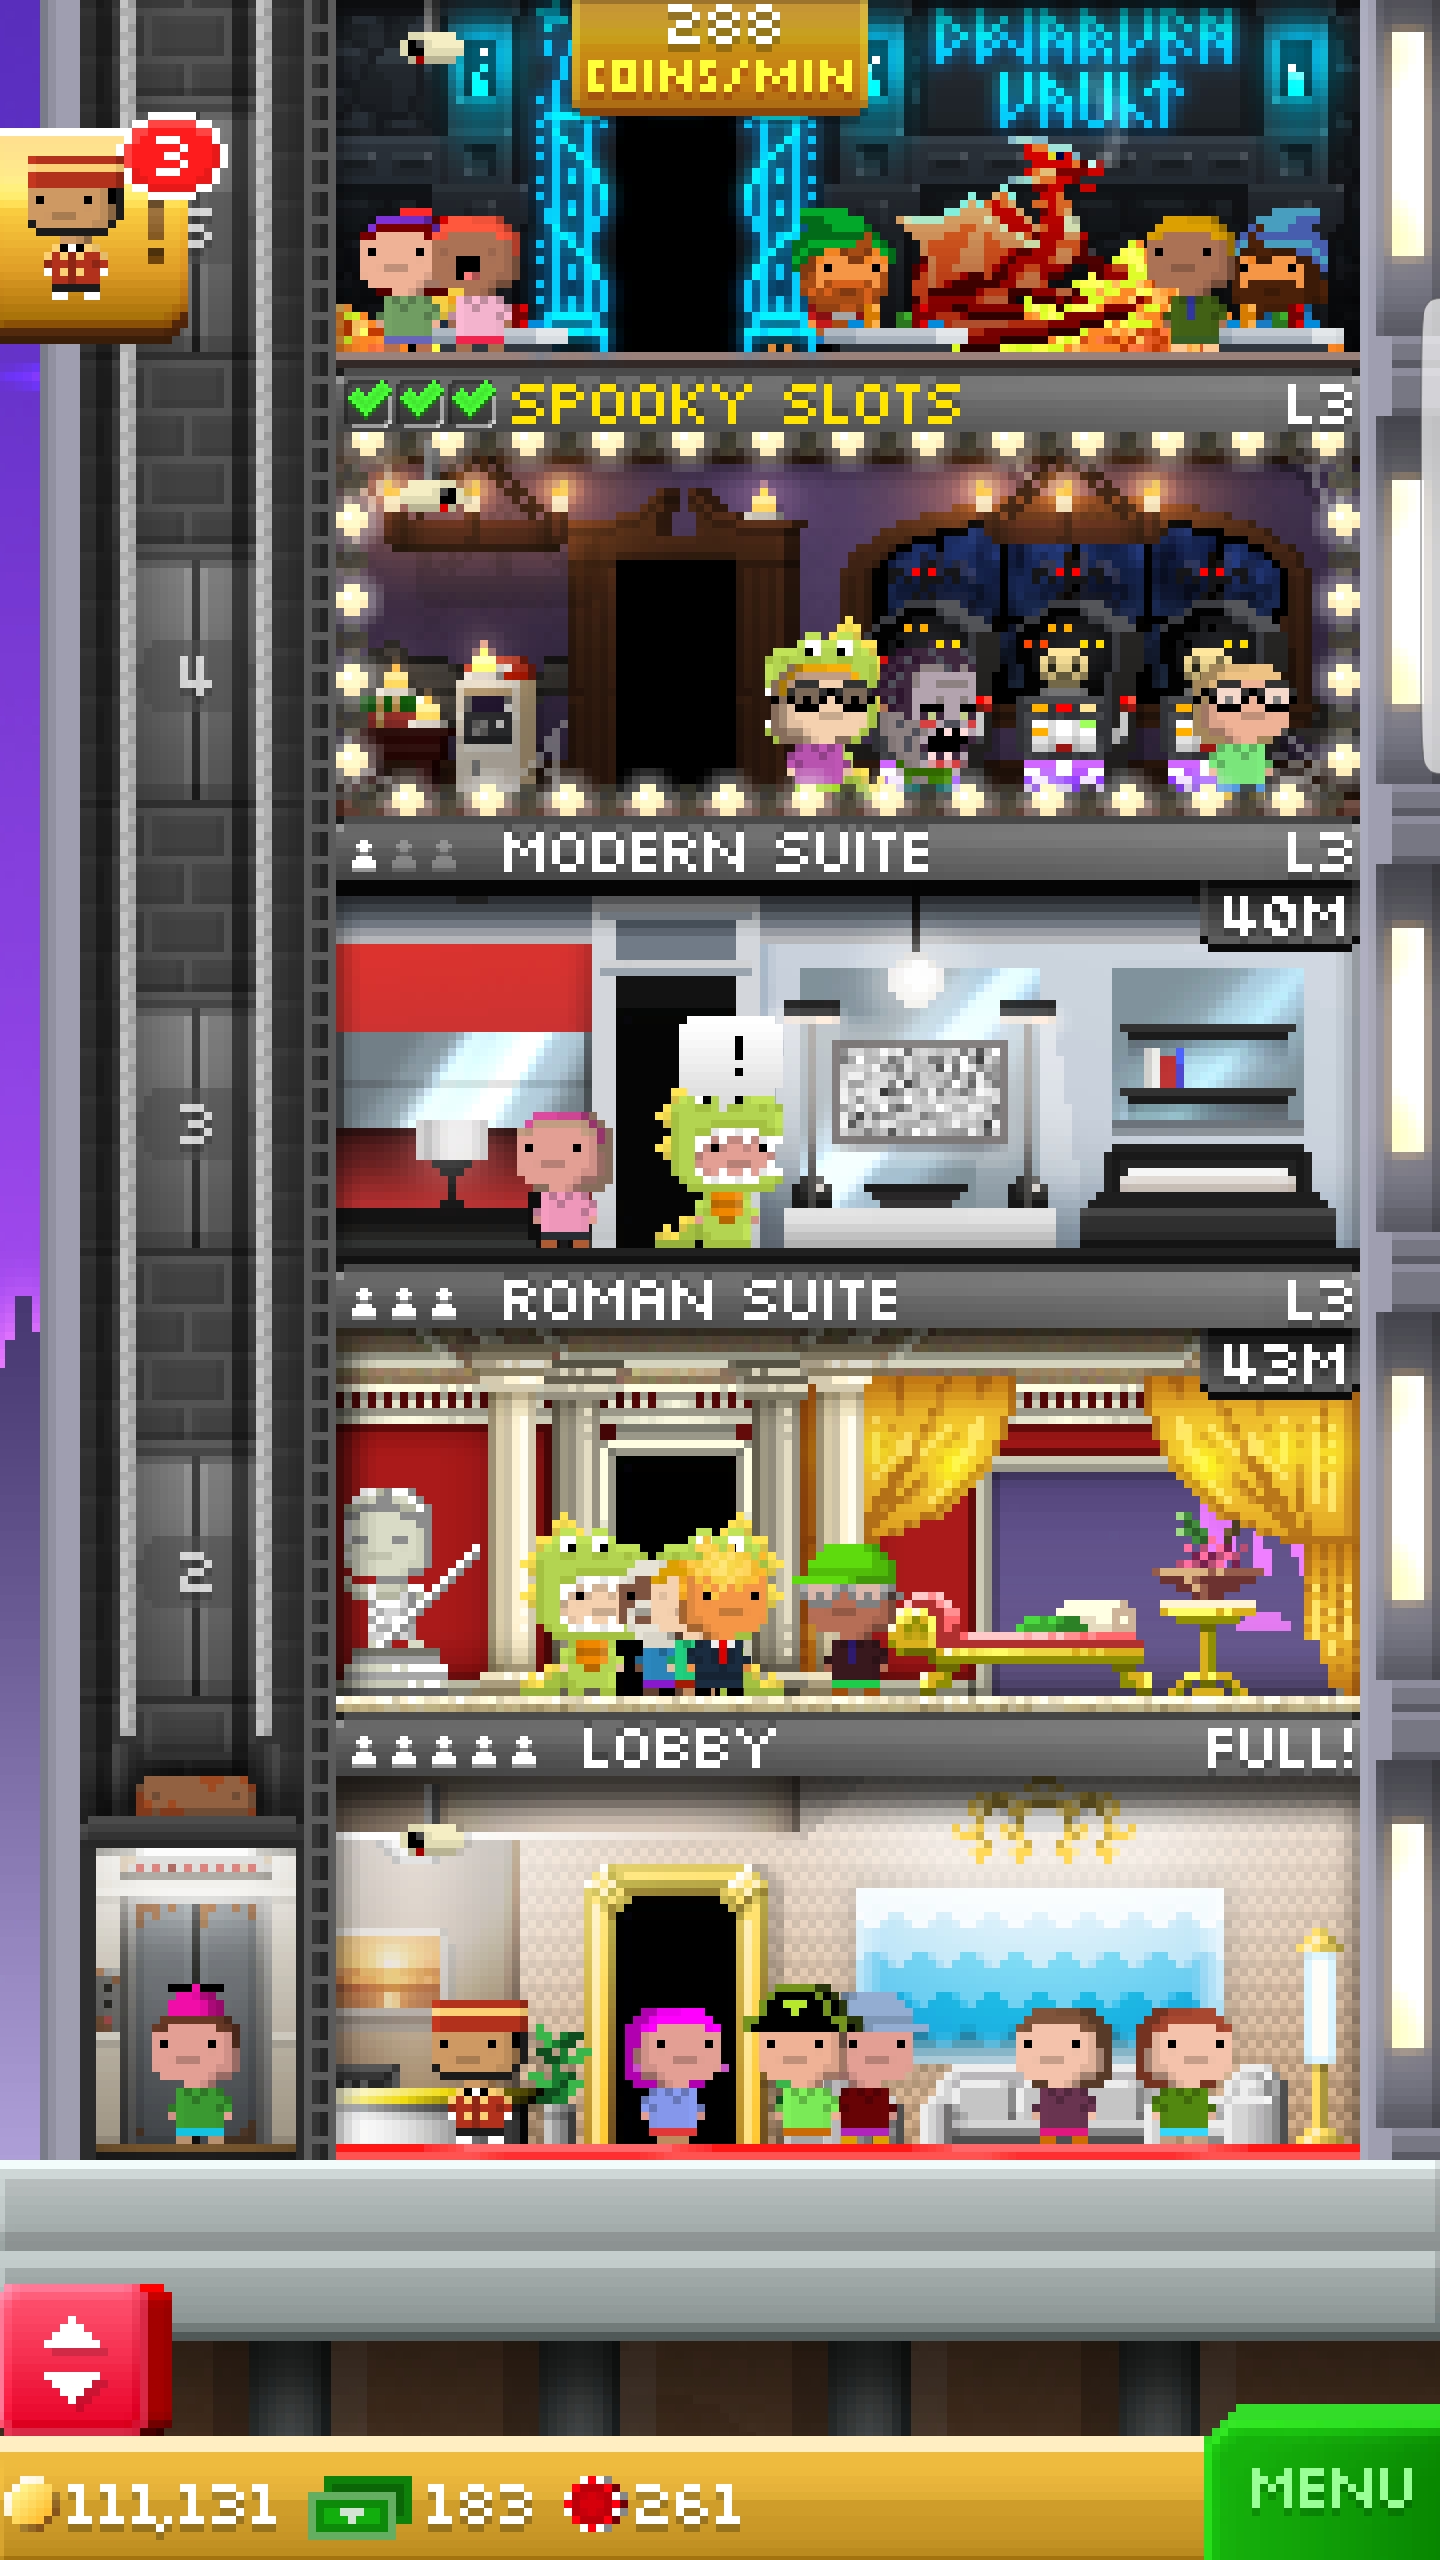 288
COINS/MIN
DWARVEN
VAULT
3
5
SPOOKY SLOTS L3
4
MODERN SUITE L3
40M
!
3
ROMAN SUITE L3
43M
2
LOBBY FULL!
111,131 183 261
MENU